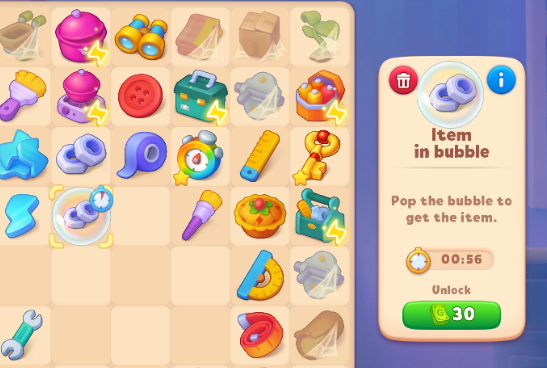 Item
in bubble
Pop the bubble to
get the item.
00:56
Unlock
30